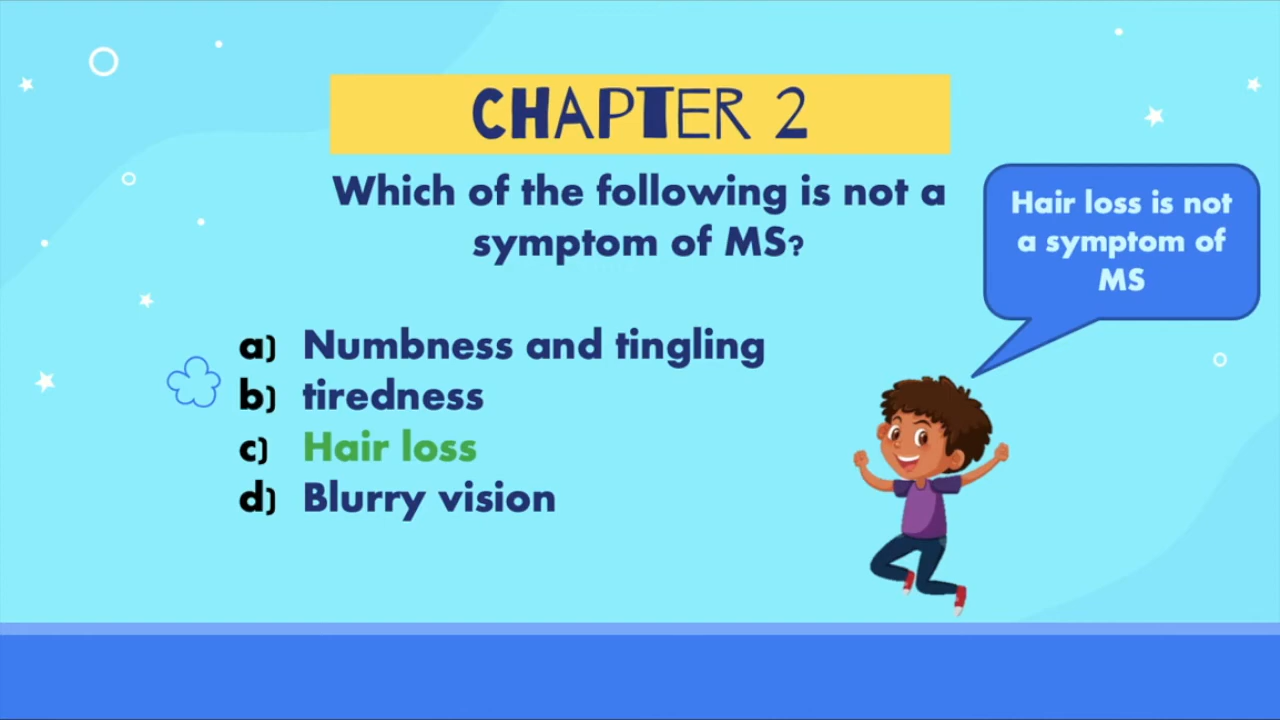 CHAPTER 2
Which of the following is not a
symptom of MS?
Hair loss is not
a symptom of
MS
a) Numbness and tingling
b) tiredness
c) Hair loss
d) Blurry vision